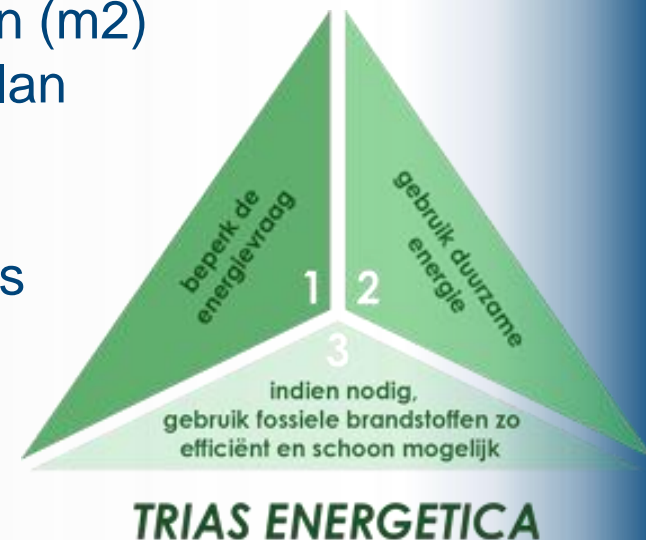 n (m2)
lan
s
beperk de
energievraag
1
gebruik duurzame
energie
2
3
indien nodig,
gebruik fossiele brandstoffen zo
efficiënt en schoon mogelijk
TRIAS ENERGETICA